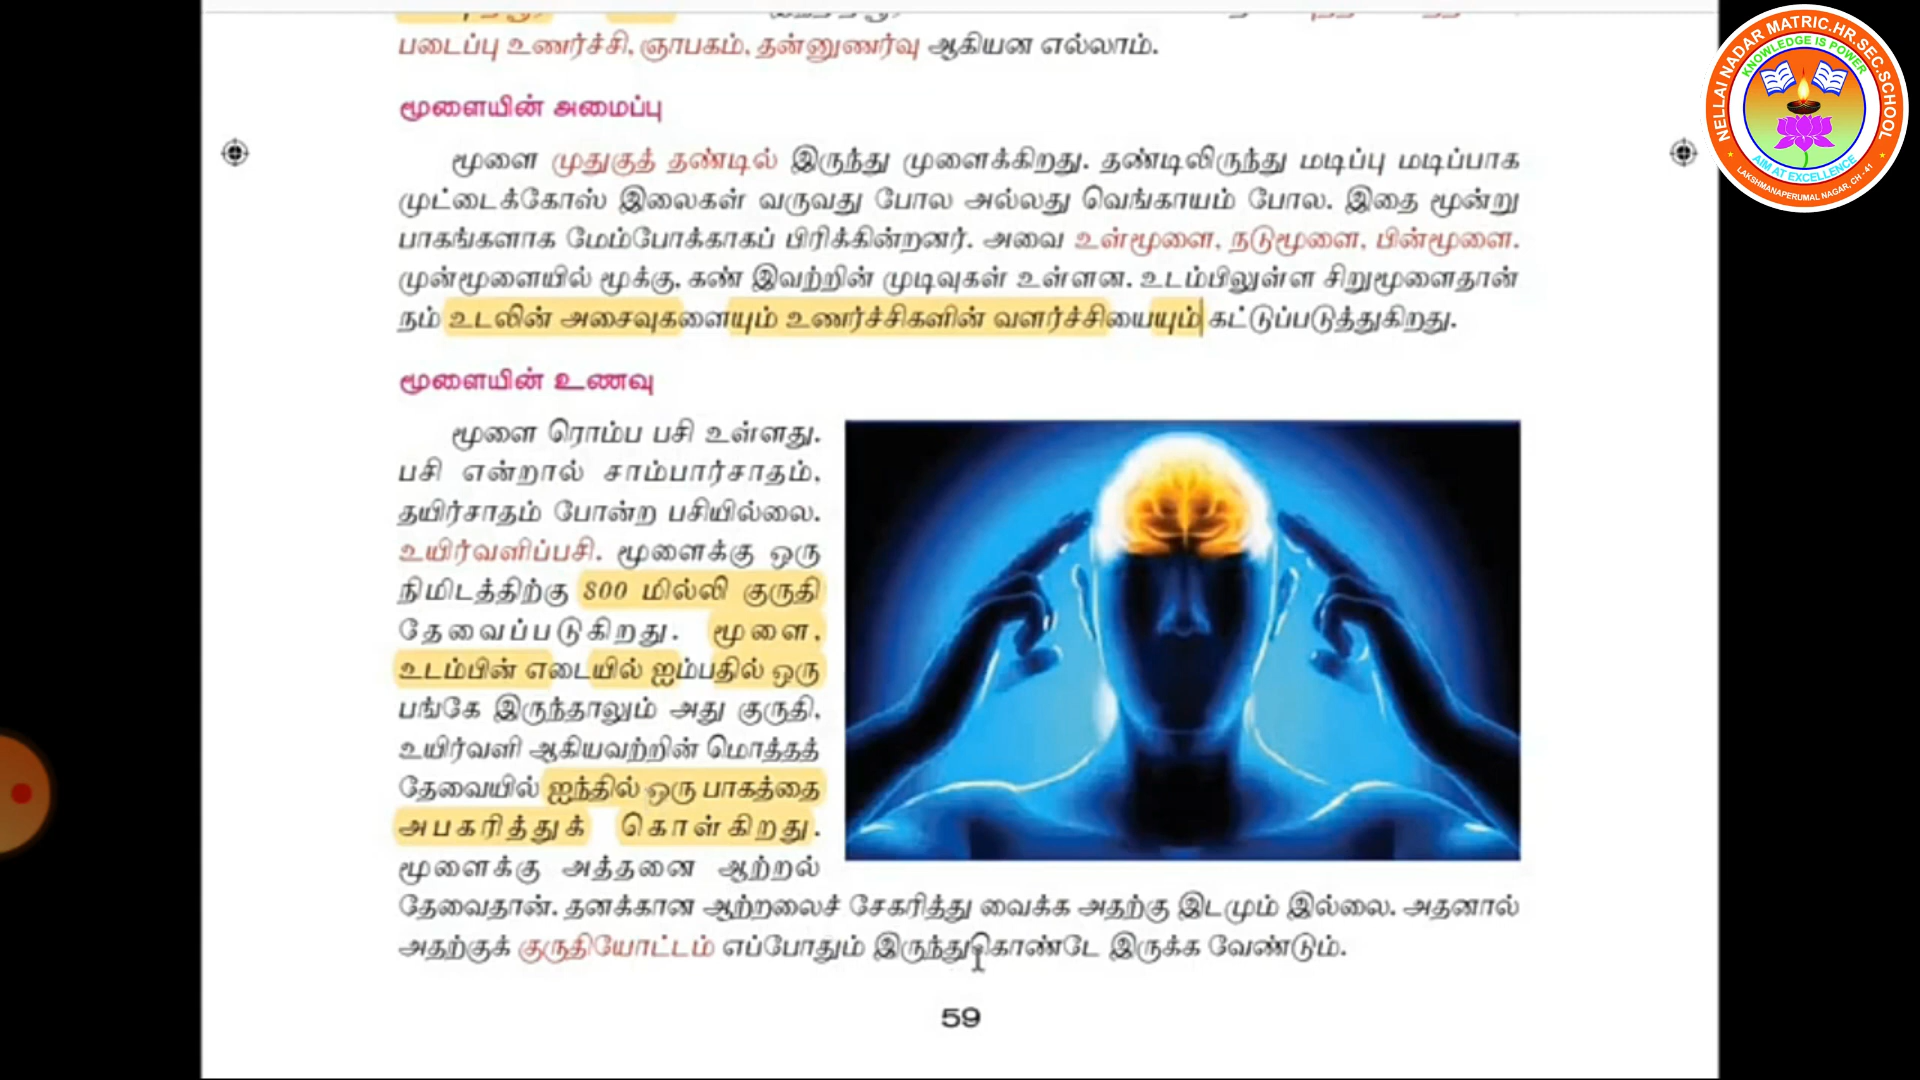 படைப்பு உணர்ச்சி, ஞாபகம், தன்னுணர்வு ஆகியன எல்லாம்.
மூளையின் அமைப்பு
மூளை முதுகுத் தண்டில் இருந்து முளைக்கிறது. தண்டிலிருந்து மடிப்பு மடிப்பாக
முட்டைக்கோஸ் இலைகள் வருவது போல அல்லது வெங்காயம் போல. இதை மூன்று
பாகங்களாக மேம்போக்காகப் பிரிக்கின்றனர். அவை உள்மூளை, நடுமூளை, பின்மூளை.
முன்மூளையில் மூக்கு, கண் இவற்றின் முடிவுகள் உள்ளன. உடம்பிலுள்ள சிறுமூளைதான்
நம் உடலின் அசைவுகளையும் உணர்ச்சிகளின் வளர்ச்சியையும் கட்டுப்படுத்துகிறது.
மூளையின் உணவு
மூளை ரொம்ப பசி உள்ளது.
பசி என்றால் சாம்பார்சாதம்,
தயிர்சாதம் போன்ற பசியில்லை.
உயிர்வளிப்பசி. மூளைக்கு ஒரு
நிமிடத்திற்கு 800 மில்லி குருதி
தேவைப்படுகிறது. மூளை,
உடம்பின் எடையில் ஐம்பதில் ஒரு
பங்கே இருந்தாலும் அது குருதி,
உயிர்வளி ஆகியவற்றின் மொத்தத்
தேவையில் ஐந்தில் ஒரு பாகத்தை
அபகரித்துக் கொள்கிறது.
மூளைக்கு அத்தனை ஆற்றல்
தேவைதான். தனக்கான ஆற்றலைச் சேகரித்து வைக்க அதற்கு இடமும் இல்லை. அதனால்
அதற்குக் குருதியோட்டம் எப்போதும் இருந்துகொண்டே இருக்க வேண்டும்.
59
NELLAI NADAR MATRIC.HR.SEC.SCHOOL
KNOWLEDGE IS POWER
AIM AT EXCELLENCE
LAKSHMANAPERUMAL NAGAR, CH - 41